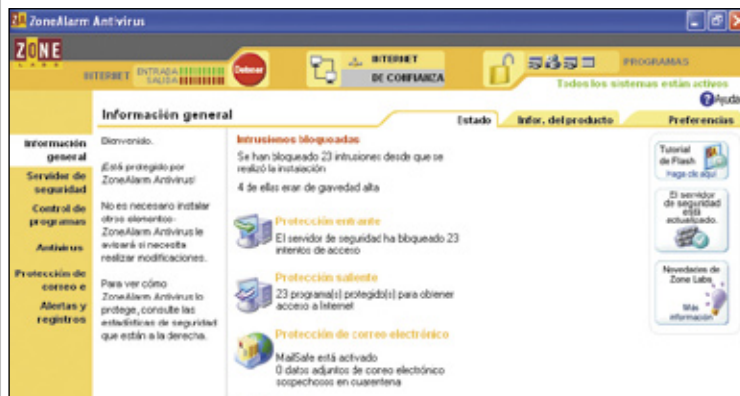 ZoneAlarm Antivirus
ZONE
LABS
INTERNET
ENTRADA
SALIDA
Detener
INTERNET
DE CONFIANZA
PROGRAMAS
Todos los sistemas están activos
Ayuda
Información general
Estado
Infor. del producto
Preferencias
Información
general
Servidor de
seguridad
Control de
programas
Antivirus
Protección de
correo e
Alertas y
registros
Bienvenido.
¡Está protegido por
ZoneAlarm Antivirus!
No es necesario instalar
otros elementos-
ZoneAlarm Antivirus le
avisará si necesita
realizar modificaciones.
Para ver cómo
ZoneAlarm Antivirus lo
protege, consulte las
estadísticas de seguridad
que están a la derecha.
Intrusiones bloqueadas
Se han bloqueado 23 intrusiones desde que se
realizó la instalación
4 de ellas eran de gravedad alta
Protección entrante
El servidor de seguridad ha bloqueado 23
intentos de acceso
Protección saliente
23 programa(s) protegido(s) para obtener
acceso a Internet
Protección de correo electrónico
MailSafe está activado
0 datos adjuntos de correo electrónico
sospechosos en cuarentena
Tutorial
de Flash
Haga clic aquí
El servidor
de seguridad
está
actualizado.
Novedades de
Zone Labs
Más
información